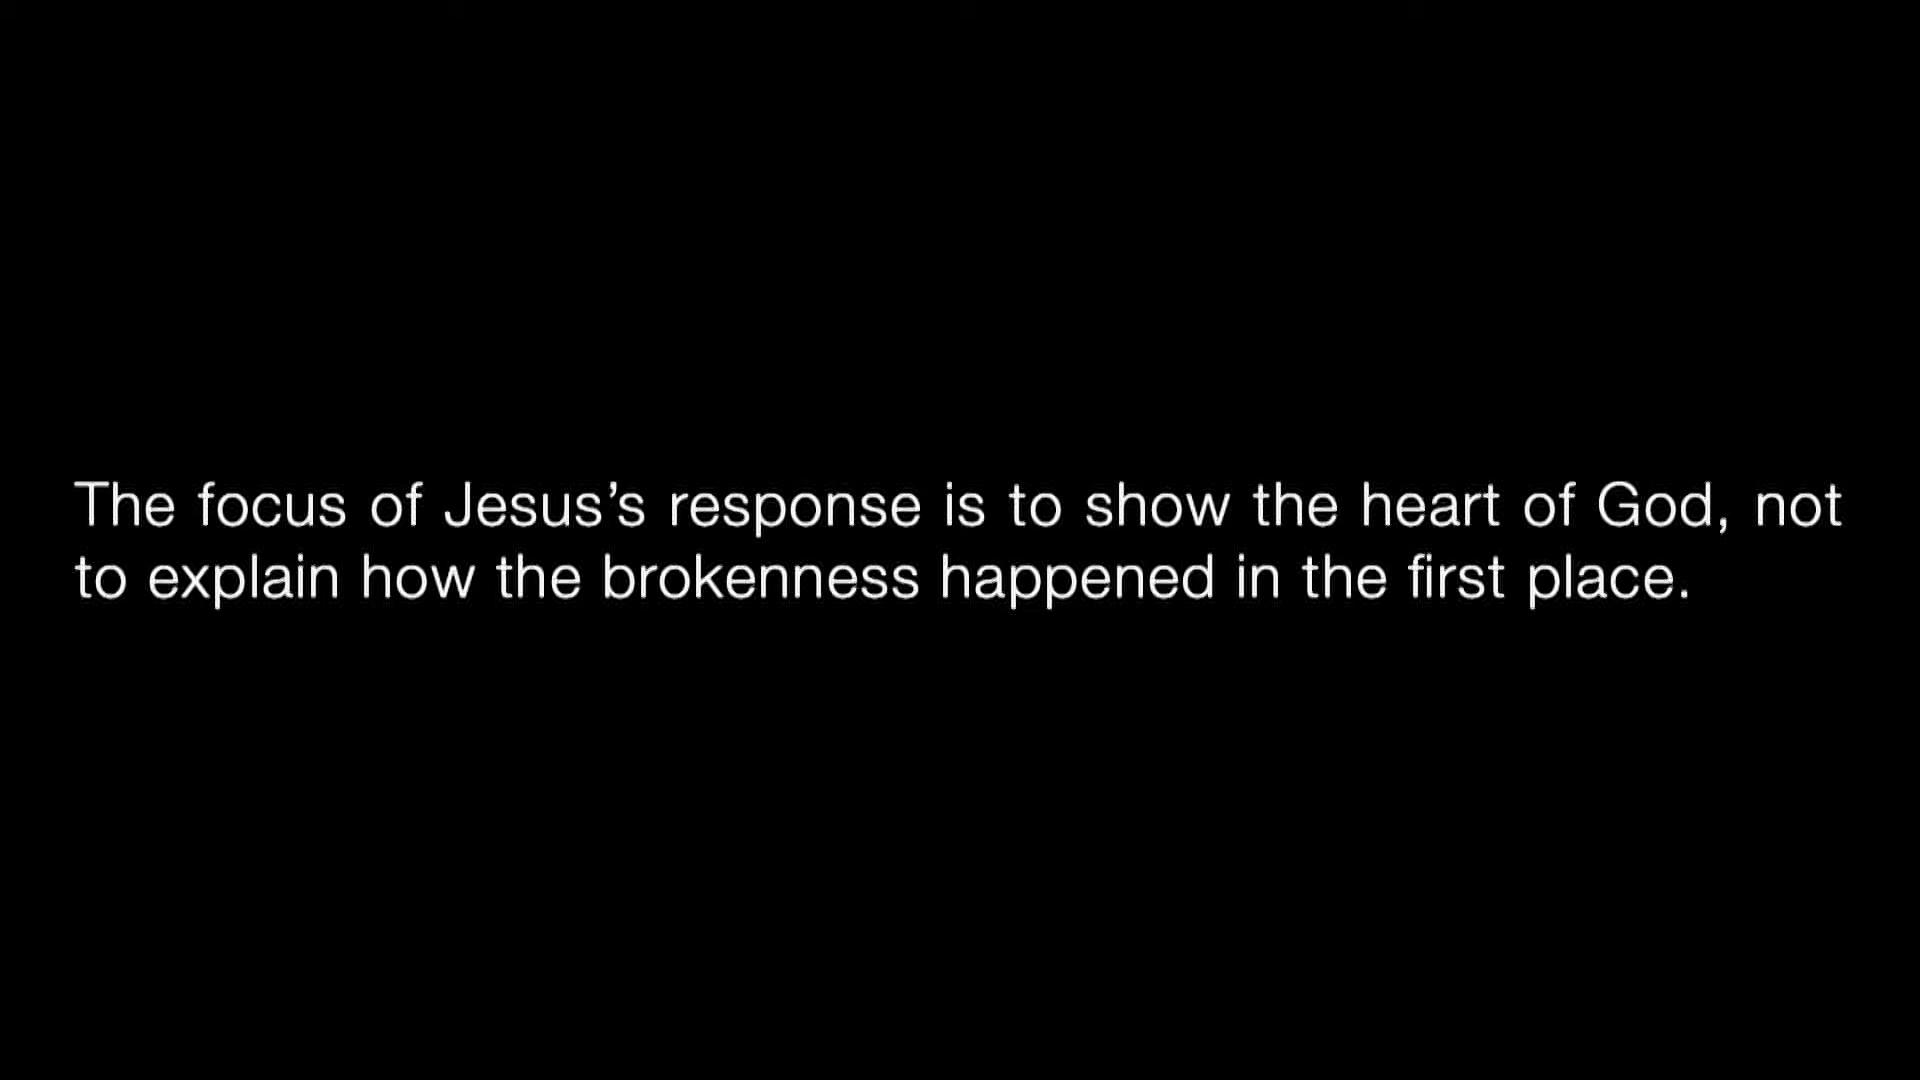 The focus of Jesus’s response is to show the heart of God, not
to explain how the brokenness happened in the first place.